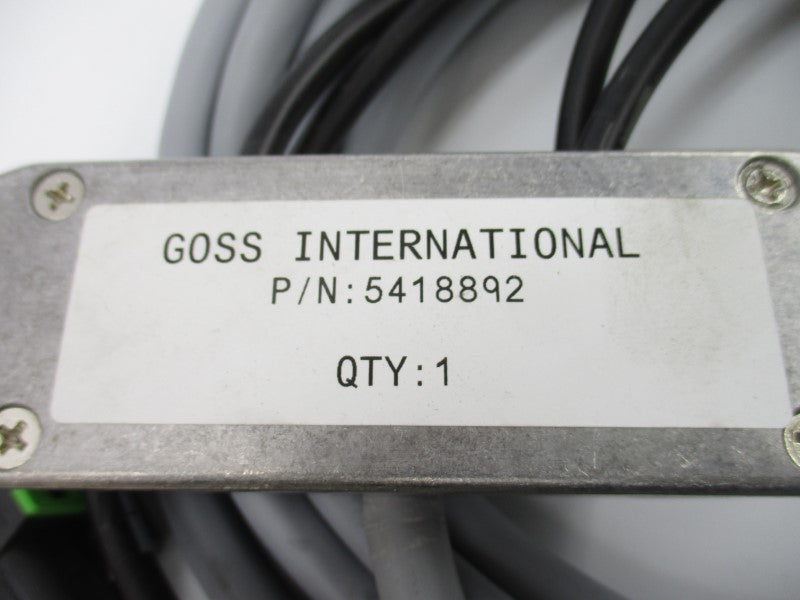 GOSS INTERNATIONAL
P/N:5418892
QTY:1